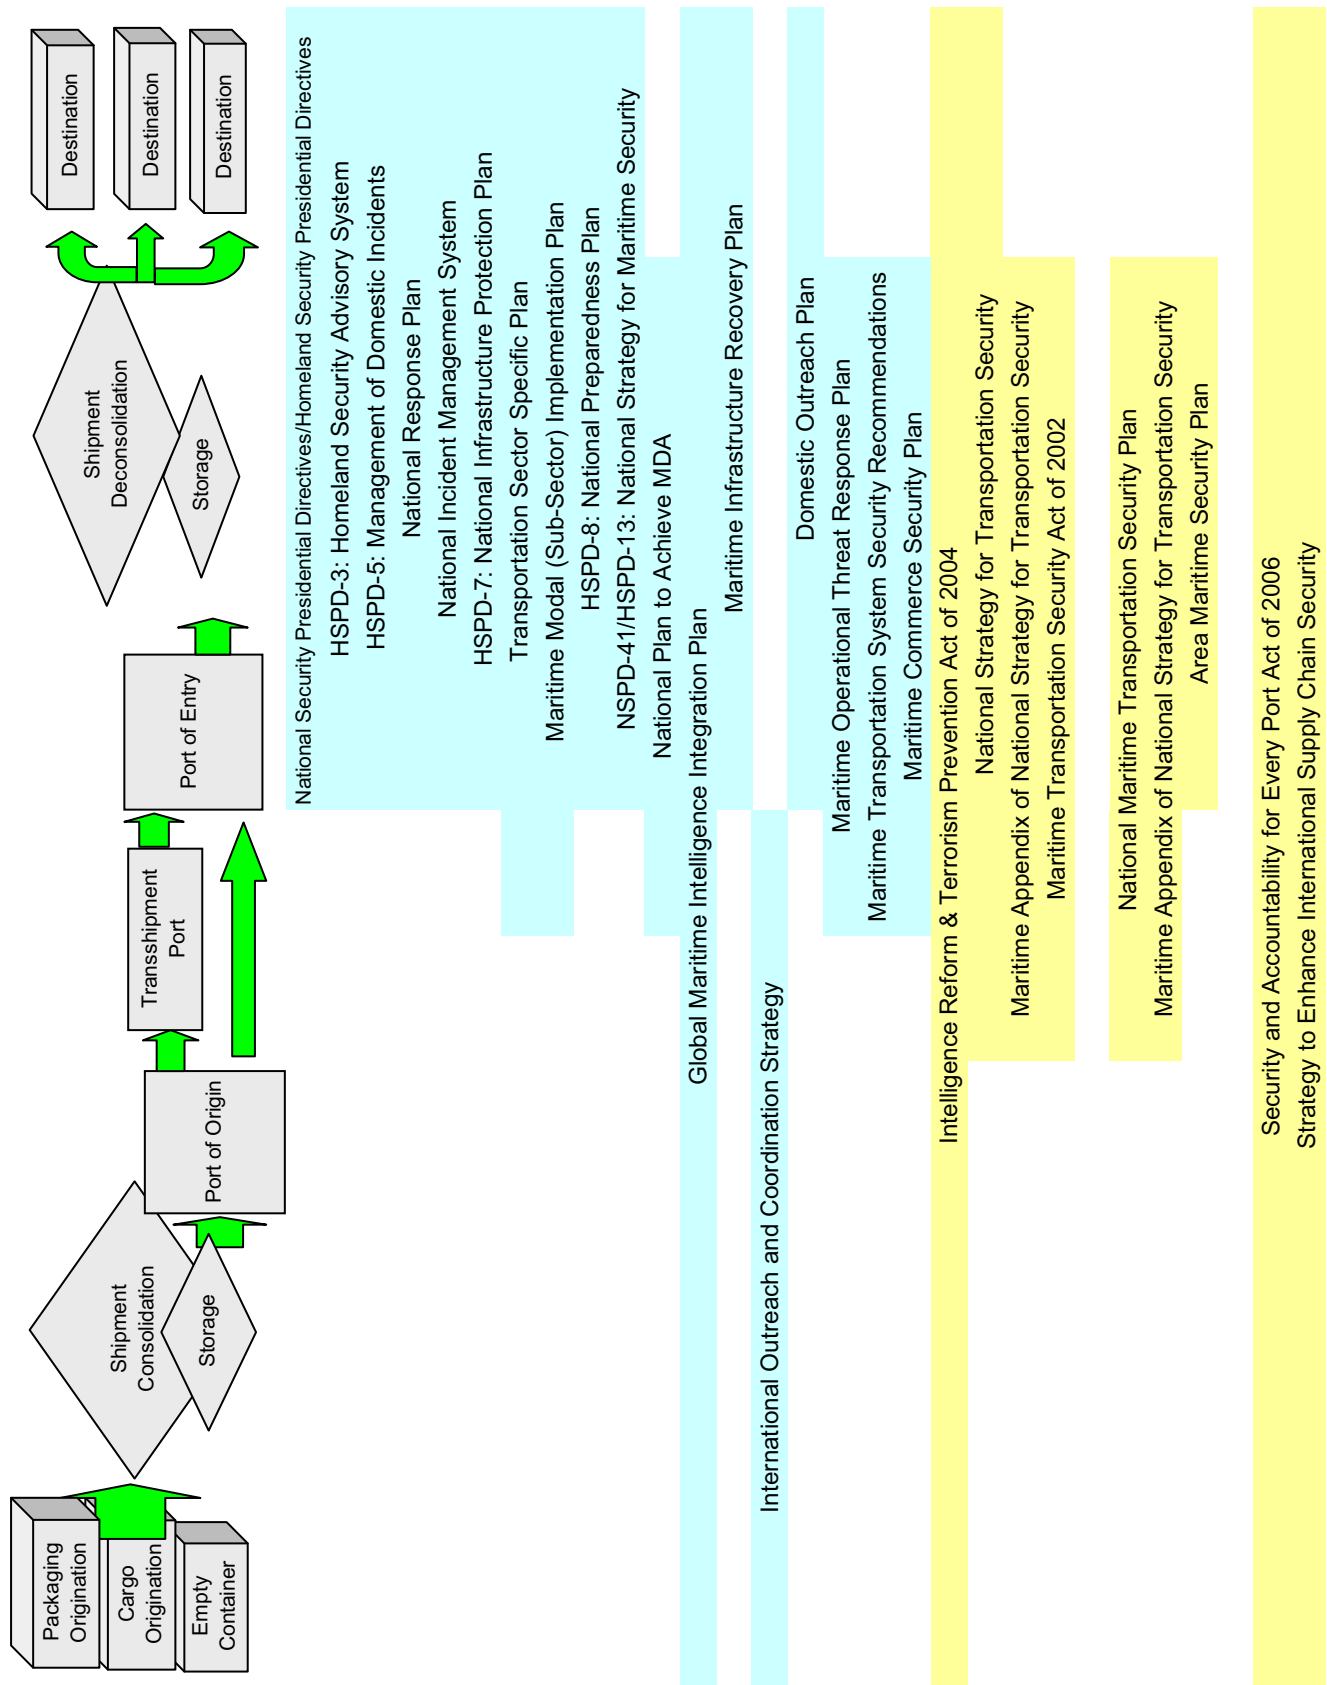 Packaging
Origination
Cargo
Origination
Empty
Container
Shipment
Consolidation
Storage
Port of Origin
Transshipment
Port
Port of Entry
Shipment
Deconsolidation
Storage
Destination
Destination
Destination
National Security Presidential Directives/Homeland Security Presidential Directives
HSPD-3: Homeland Security Advisory System
HSPD-5: Management of Domestic Incidents
National Response Plan
National Incident Management System
HSPD-7: National Infrastructure Protection Plan
Transportation Sector Specific Plan
Maritime Modal (Sub-Sector) Implementation Plan
HSPD-8: National Preparedness Plan
NSPD-41/HSPD-13: National Strategy for Maritime Security
National Plan to Achieve MDA
Global Maritime Intelligence Integration Plan
Maritime Infrastructure Recovery Plan
International Outreach and Coordination Strategy
Domestic Outreach Plan
Maritime Operational Threat Response Plan
Maritime Transportation System Security Recommendations
Maritime Commerce Security Plan
Intelligence Reform & Terrorism Prevention Act of 2004
National Strategy for Transportation Security
Maritime Appendix of National Strategy for Transportation Security
Maritime Transportation Security Act of 2002
National Maritime Transportation Security Plan
Maritime Appendix of National Strategy for Transportation Security
Area Maritime Security Plan
Security and Accountability for Every Port Act of 2006
Strategy to Enhance International Supply Chain Security